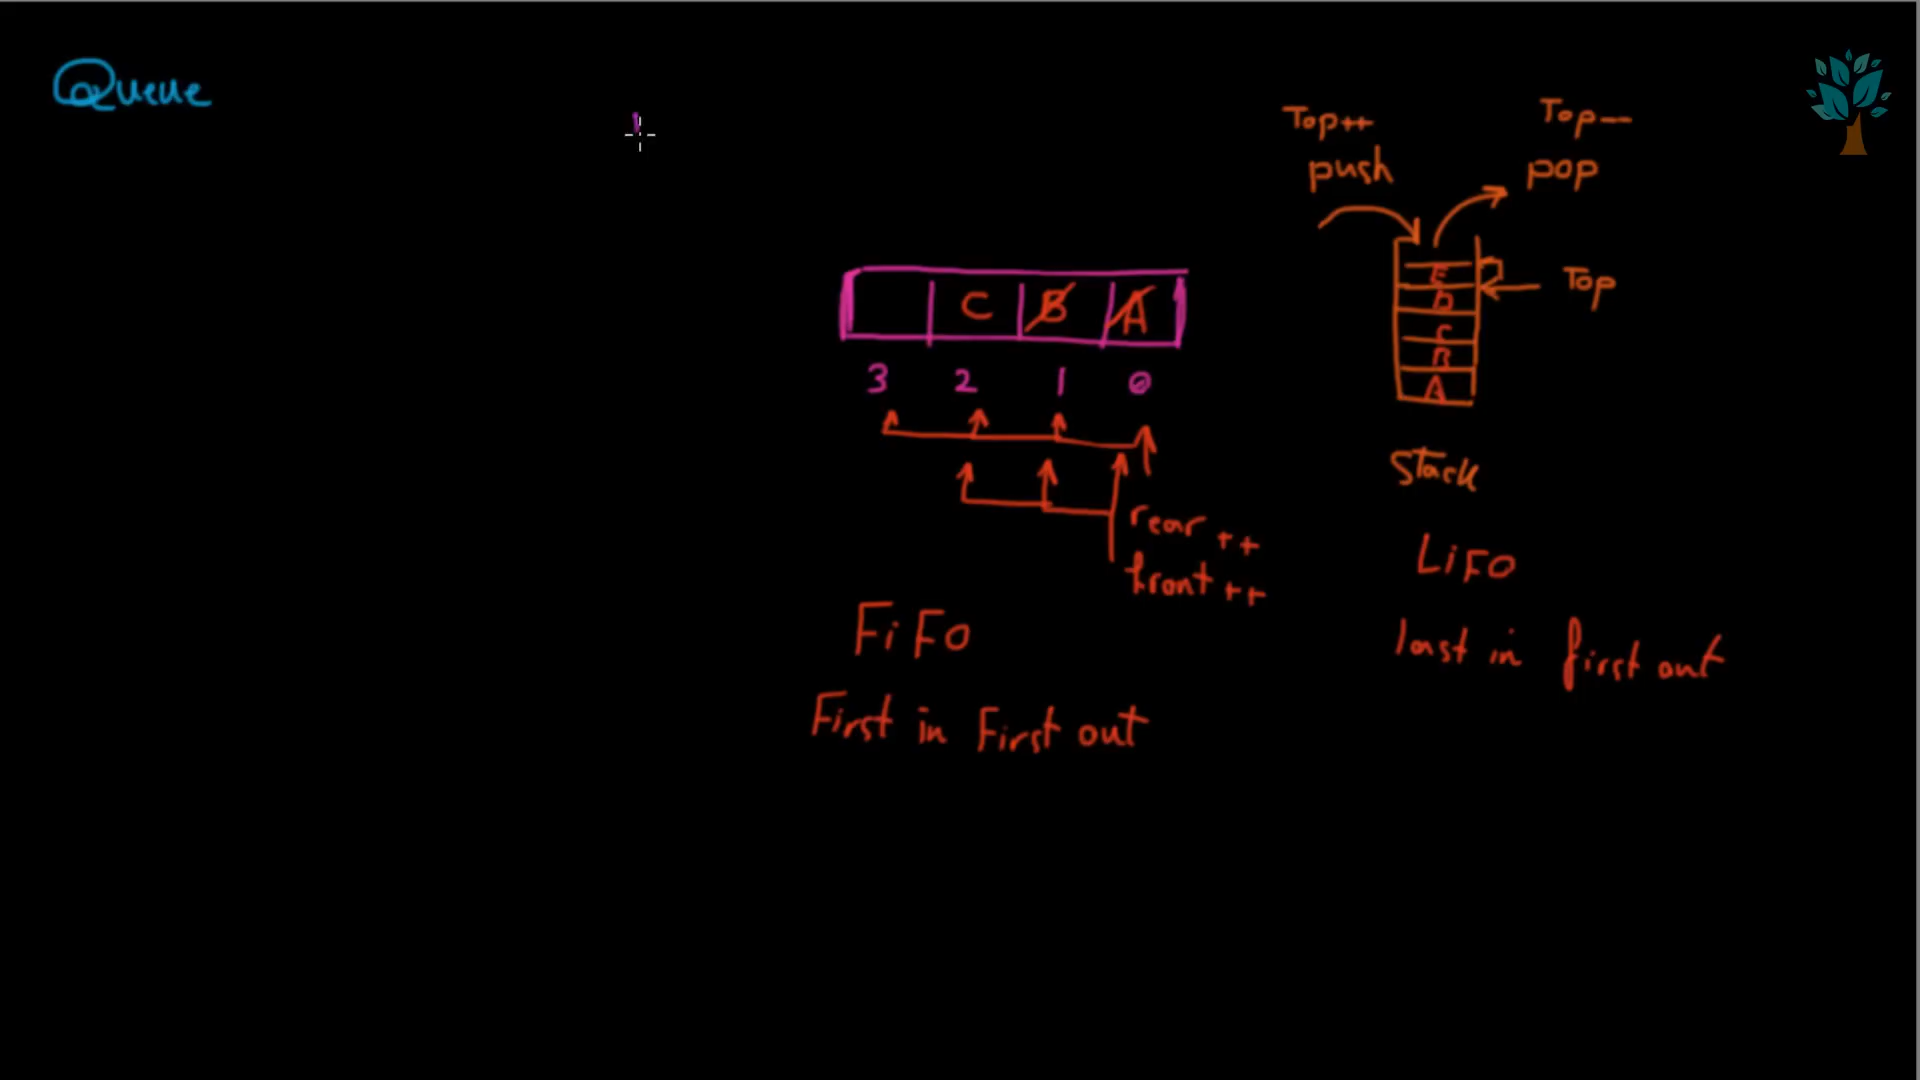 Queue
C B A
3 2 1 0
rear ++
front ++
FiFo
First in First out
Top++
push
Top--
pop
E
D
C
B
A
Top
Stack
LiFo
last in first out